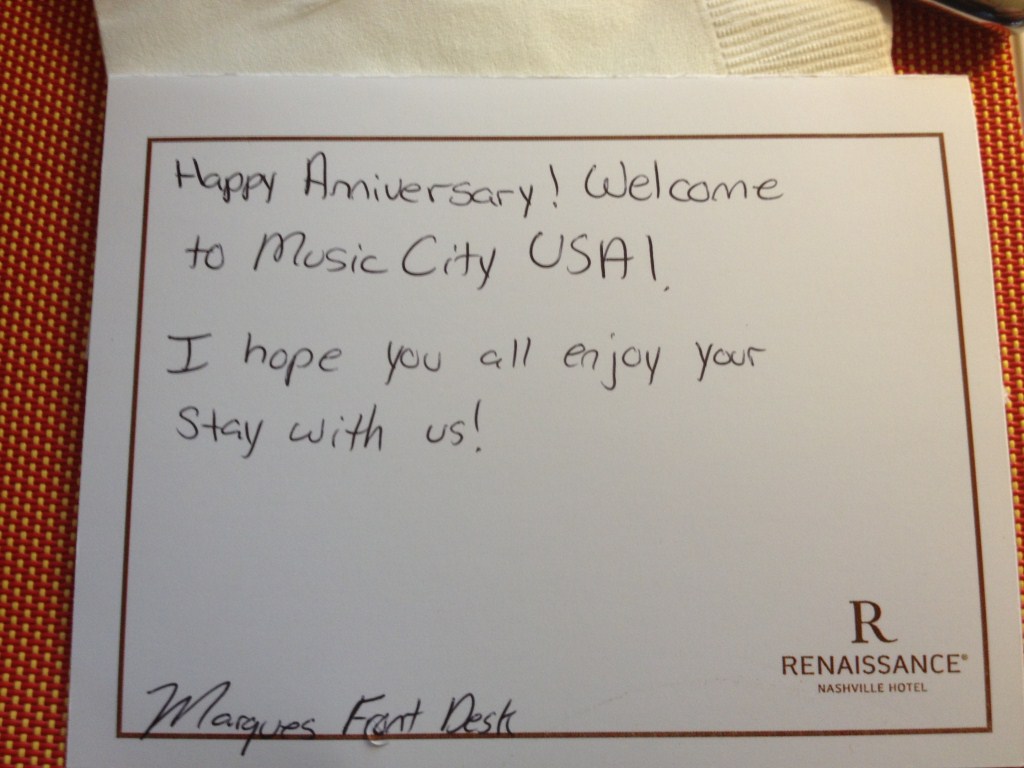 Happy Anniversary! Welcome
to Music City USA!
I hope you all enjoy your
stay with us!
R
RENAISSANCE®
NASHVILLE HOTEL
Marques Front Desk